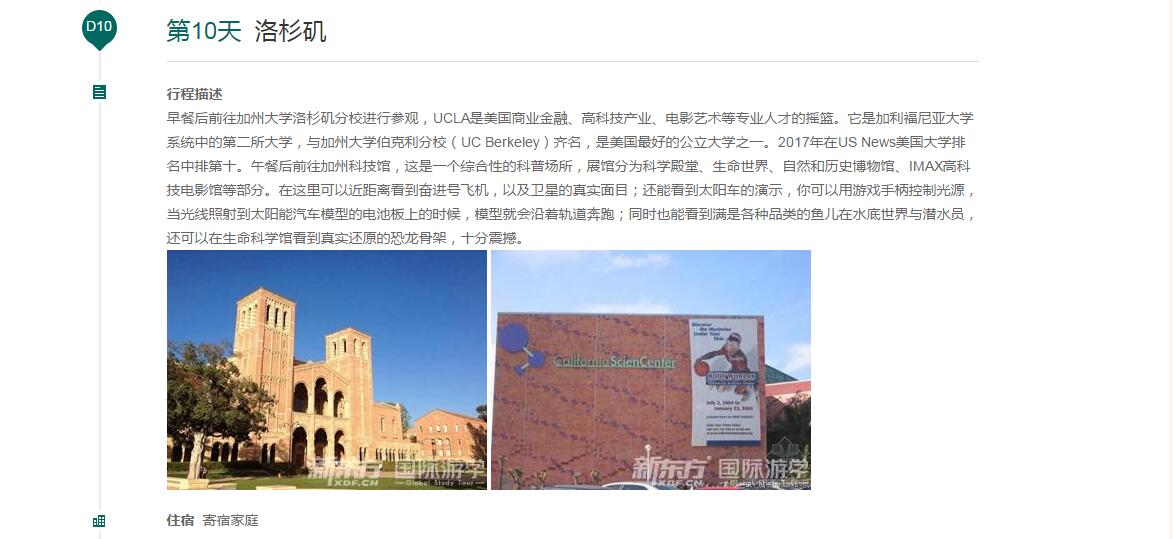 D10
第10天 洛杉矶
行程描述
早餐后前往加州大学洛杉矶分校进行参观，UCLA是美国商业金融、高科技产业、电影艺术等专业人才的摇篮。它是加利福尼亚大学
系统中的第二所大学，与加州大学伯克利分校（UC Berkeley）齐名，是美国最好的公立大学之一。2017年在US News美国大学排
名中排第十。午餐后前往加州科技馆，这是一个综合性的科普场所，展馆分为科学殿堂、生命世界、自然和历史博物馆、IMAX高科
技电影馆等部分。在这里可以近距离看到奋进号飞机，以及卫星的真实面目；还能看到太阳车的演示，你可以用游戏手柄控制光源，
当光线照射到太阳能汽车模型的电池板上的时候，模型就会沿着轨道奔跑；同时也能看到满是各种品类的鱼儿在水底世界与潜水员，
还可以在生命科学馆看到真实还原的恐龙骨架，十分震撼。
新东方 国际游学
XDF.CN Global Study Tour
Discover
the Mysteries
Under Your
Skin
CaliforniaScienCenter
BODY WORLDS
July 2, 2004 to
January 23, 2005
新东方 国际游学
XDF.CN Global Study Tour
住宿 寄宿家庭